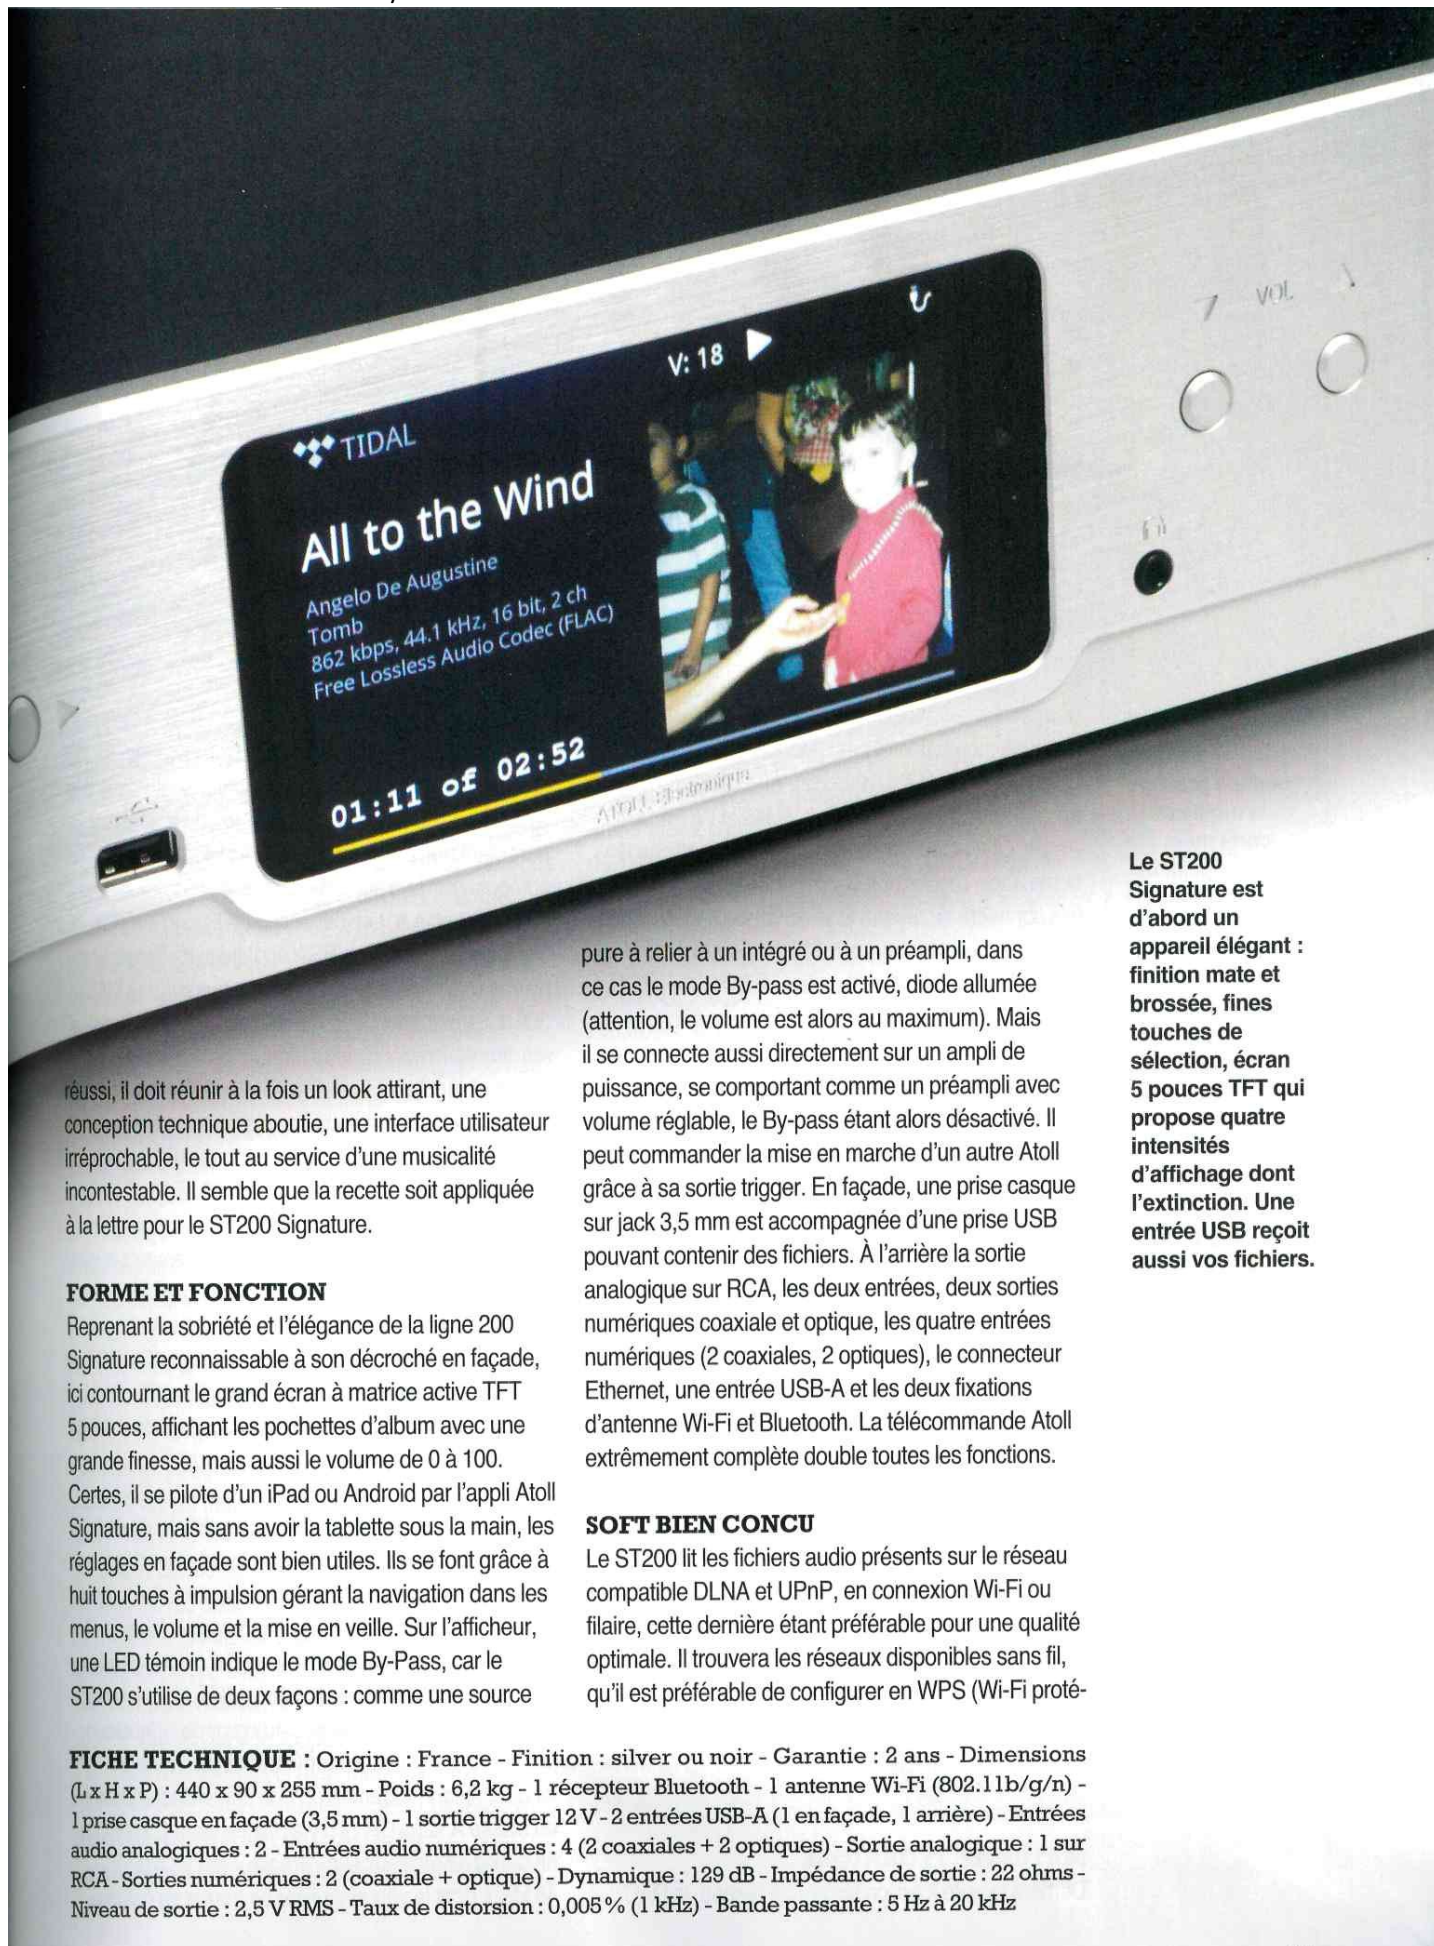 V: 18
TIDAL
All to the Wind
Angelo De Augustine
Tomb
862 kbps, 44.1 kHz, 16 bit, 2 ch
Free Lossless Audio Codec (FLAC)
01:11 of 02:52
ATOLL Electronique
VOL
Le ST200
Signature est
d'abord un
appareil élégant :
finition mate et
brossée, fines
touches de
sélection, écran
5 pouces TFT qui
propose quatre
intensités
d'affichage dont
l'extinction. Une
entrée USB reçoit
aussi vos fichiers.
réussi, il doit réunir à la fois un look attirant, une
conception technique aboutie, une interface utilisateur
irréprochable, le tout au service d'une musicalité
incontestable. Il semble que la recette soit appliquée
à la lettre pour le ST200 Signature.
FORME ET FONCTION
Reprenant la sobriété et l'élégance de la ligne 200
Signature reconnaissable à son décroché en façade,
ici contournant le grand écran à matrice active TFT
5 pouces, affichant les pochettes d'album avec une
grande finesse, mais aussi le volume de 0 à 100.
Certes, il se pilote d'un iPad ou Android par l'appli Atoll
Signature, mais sans avoir la tablette sous la main, les
réglages en façade sont bien utiles. Ils se font grâce à
huit touches à impulsion gérant la navigation dans les
menus, le volume et la mise en veille. Sur l'afficheur,
une LED témoin indique le mode By-Pass, car le
ST200 s'utilise de deux façons : comme une source
pure à relier à un intégré ou à un préampli, dans
ce cas le mode By-pass est activé, diode allumée
(attention, le volume est alors au maximum). Mais
il se connecte aussi directement sur un ampli de
puissance, se comportant comme un préampli avec
volume réglable, le By-pass étant alors désactivé. Il
peut commander la mise en marche d'un autre Atoll
grâce à sa sortie trigger. En façade, une prise casque
sur jack 3,5 mm est accompagnée d'une prise USB
pouvant contenir des fichiers. À l'arrière la sortie
analogique sur RCA, les deux entrées, deux sorties
numériques coaxiale et optique, les quatre entrées
numériques (2 coaxiales, 2 optiques), le connecteur
Ethernet, une entrée USB-A et les deux fixations
d'antenne Wi-Fi et Bluetooth. La télécommande Atoll
extrêmement complète double toutes les fonctions.
SOFT BIEN CONCU
Le ST200 lit les fichiers audio présents sur le réseau
compatible DLNA et UPnP, en connexion Wi-Fi ou
filaire, cette dernière étant préférable pour une qualité
optimale. Il trouvera les réseaux disponibles sans fil,
qu'il est préférable de configurer en WPS (Wi-Fi proté-
FICHE TECHNIQUE : Origine : France - Finition : silver ou noir - Garantie : 2 ans - Dimensions
(L x H x P) : 440 x 90 x 255 mm - Poids : 6,2 kg - 1 récepteur Bluetooth - 1 antenne Wi-Fi (802.11b/g/n) -
1 prise casque en façade (3,5 mm) - 1 sortie trigger 12 V - 2 entrées USB-A (1 en façade, 1 arrière) - Entrées
audio analogiques : 2 - Entrées audio numériques : 4 (2 coaxiales + 2 optiques) - Sortie analogique : 1 sur
RCA - Sorties numériques : 2 (coaxiale + optique) - Dynamique : 129 dB - Impédance de sortie : 22 ohms -
Niveau de sortie : 2,5 V RMS - Taux de distorsion : 0,005 % (1 kHz) - Bande passante : 5 Hz à 20 kHz